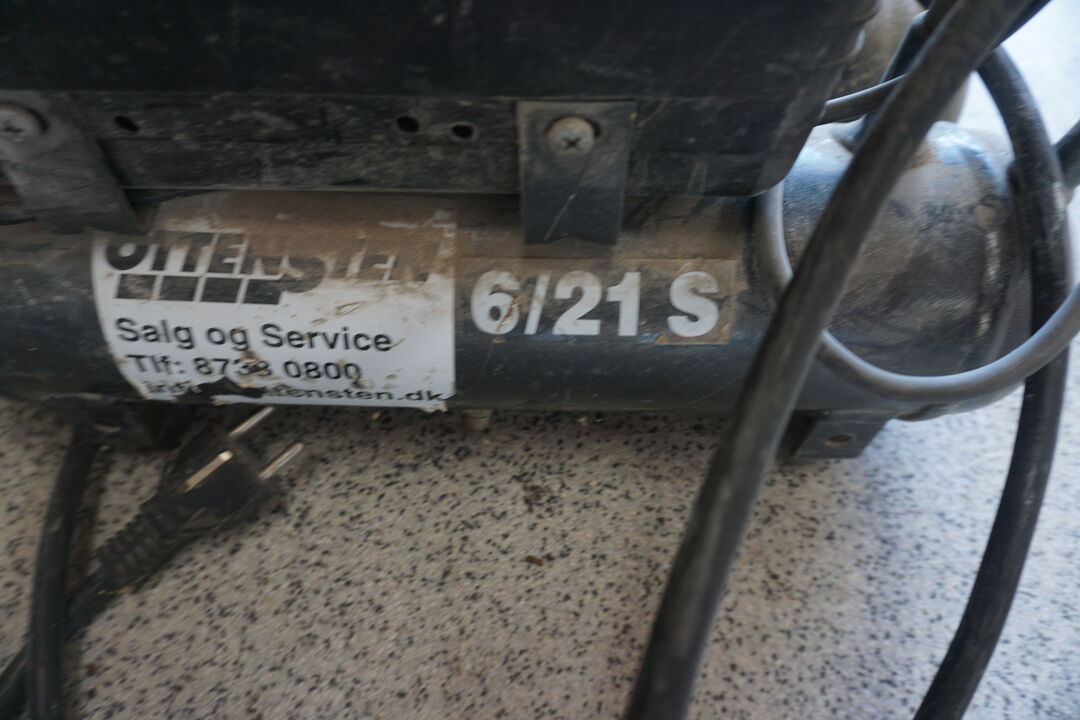 OTTENSTEN
Salg og Service
Tlf: 8738 0800
6/21 S